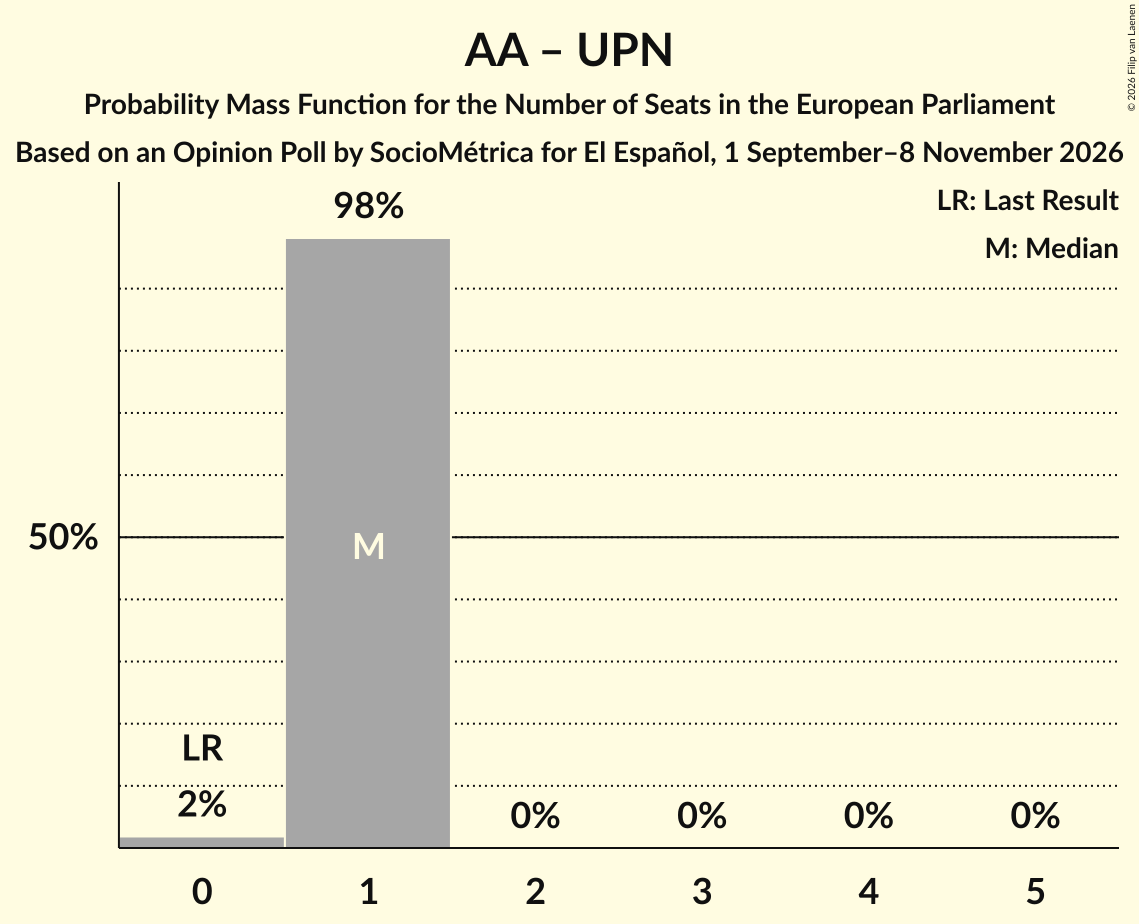 AA – UPN
Probability Mass Function for the Number of Seats in the European Parliament
Based on an Opinion Poll by SocioMétrica for El Español, 1 September–8 November 2026
© 2026 Filip van Laenen
LR: Last Result
M: Median
98%
50%
M
LR
2%
0%
0%
0%
0%
0
1
2
3
4
5